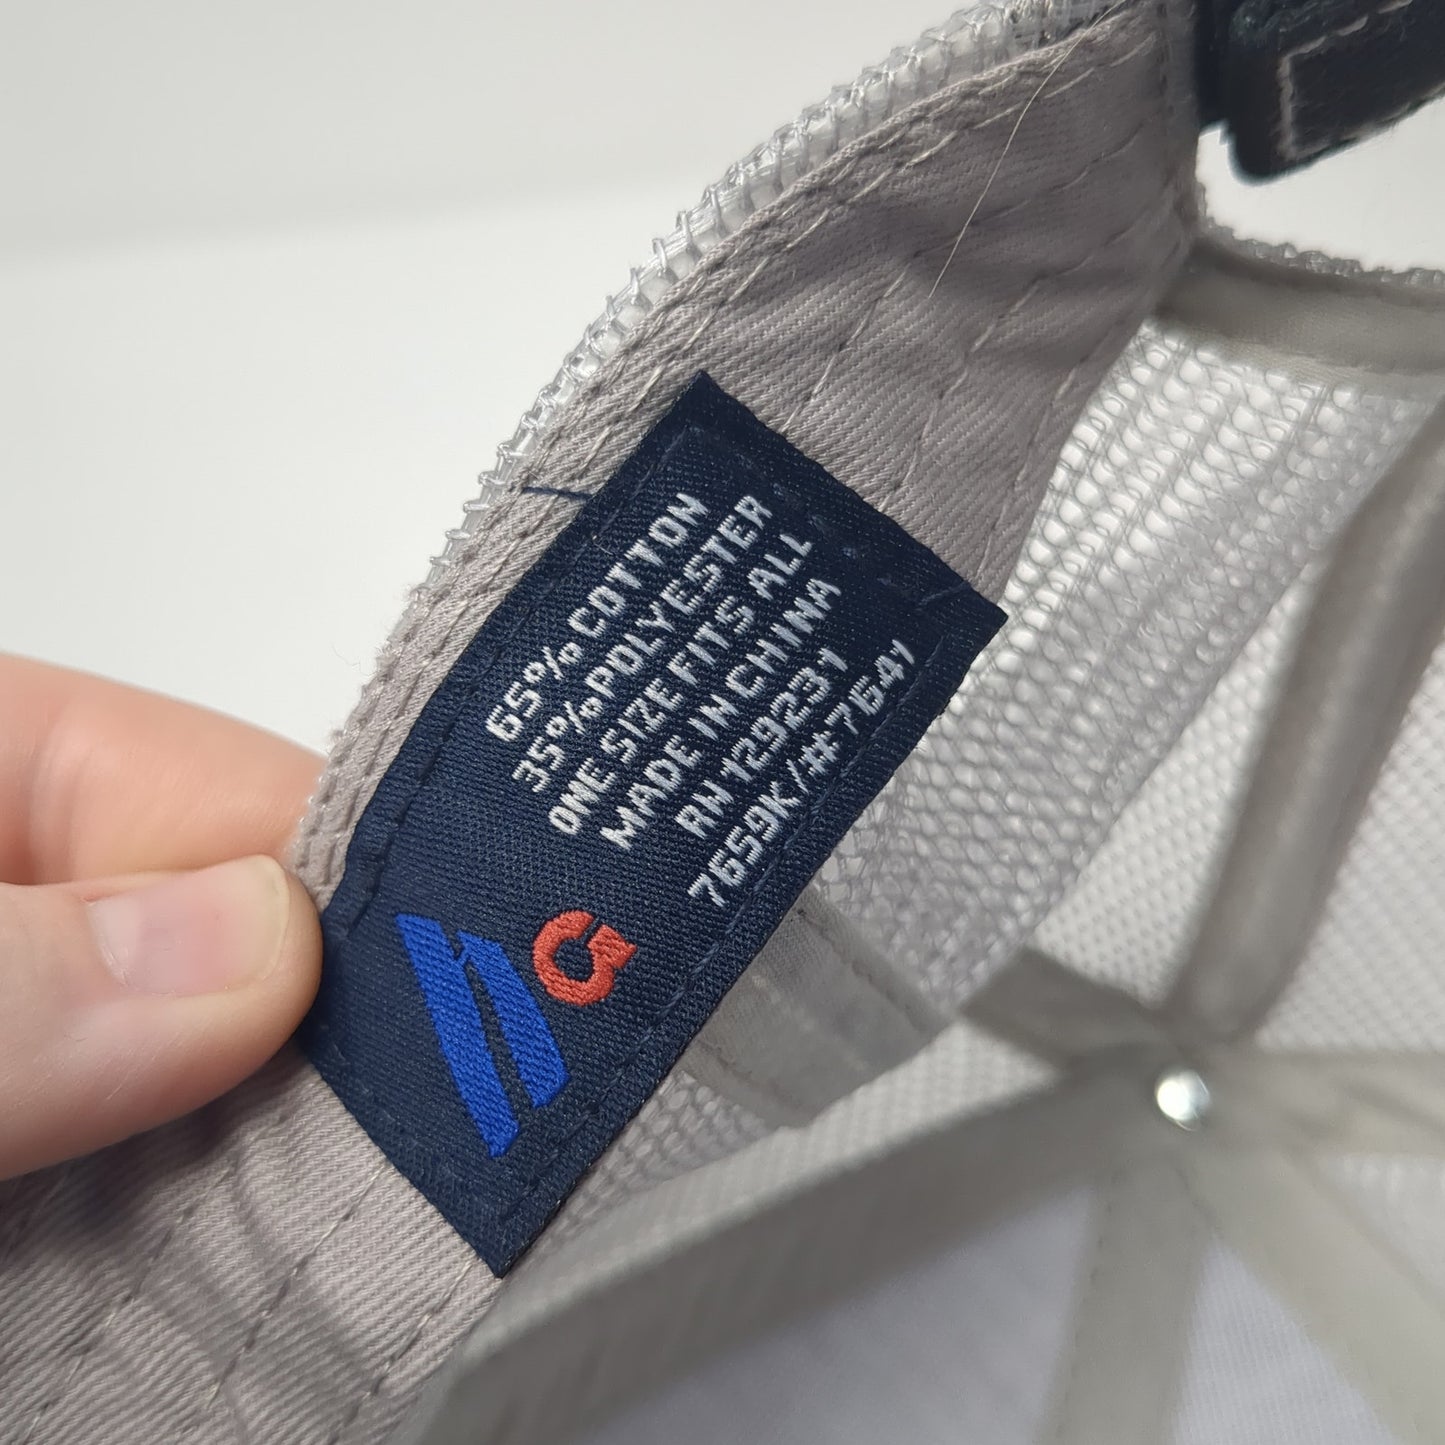 65% COTTON
35% POLYESTER
ONE SIZE FITS ALL
MADE IN CHINA
RN 129231
7659K/#7641